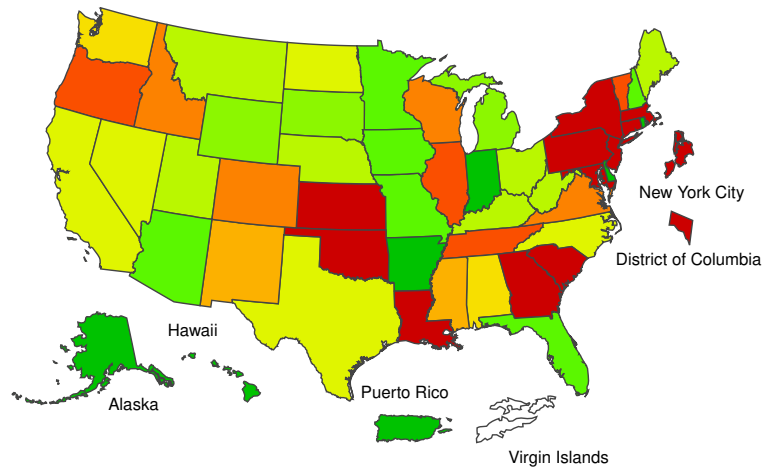 New York City
District of Columbia
Hawaii
Alaska
Puerto Rico
Virgin Islands